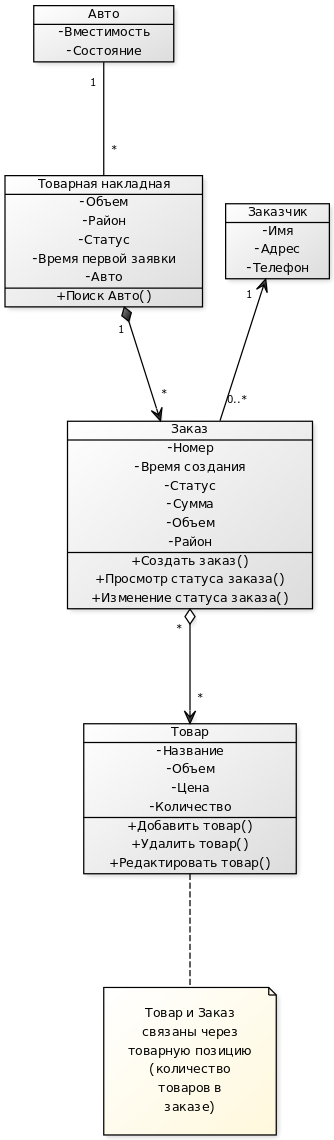 Авто
-Вместимость
-Состояние
1
*
Товарная накладная
-Объем
-Район
-Статус
-Время первой заявки
-Авто
+Поиск Авто()
Заказчик
-Имя
-Адрес
-Телефон
1
1
*
0..*
Заказ
-Номер
-Время создания
-Статус
-Сумма
-Объем
-Район
+Создать заказ()
+Просмотр статуса заказа()
+Изменение статуса заказа()
*
*
Товар
-Название
-Объем
-Цена
-Количество
+Добавить товар()
+Удалить товар()
+Редактировать товар()
Товар и Заказ
связаны через
товарную позицию
(количество
товаров в
заказе)